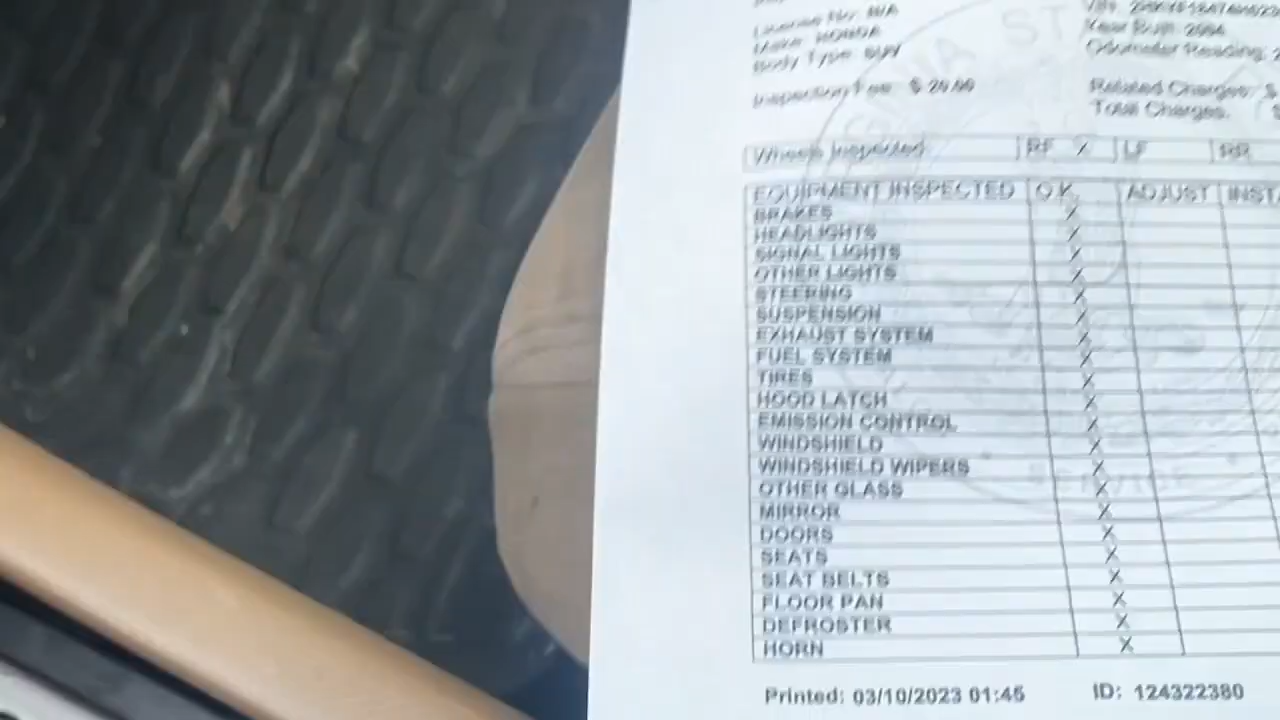 License No: N/A
Make: HONDA
Year Built: 2004
Body Type: SUV
Odometer Reading:
Inspection Fee: $ 20.00
Related Charges: $
Total Charges:
Wheels Inspected: RF X LF RR
EQUIPMENT INSPECTED O.K. ADJUST INST
BRAKES X
HEADLIGHTS X
SIGNAL LIGHTS X
OTHER LIGHTS X
STEERING X
SUSPENSION X
EXHAUST SYSTEM X
FUEL SYSTEM X
TIRES X
HOOD LATCH X
EMISSION CONTROL X
WINDSHIELD X
WINDSHIELD WIPERS X
OTHER GLASS X
MIRROR X
DOORS X
SEATS X
SEAT BELTS X
FLOOR PAN X
DEFROSTER X
HORN X
Printed: 03/10/2023 01:45 ID: 124322380